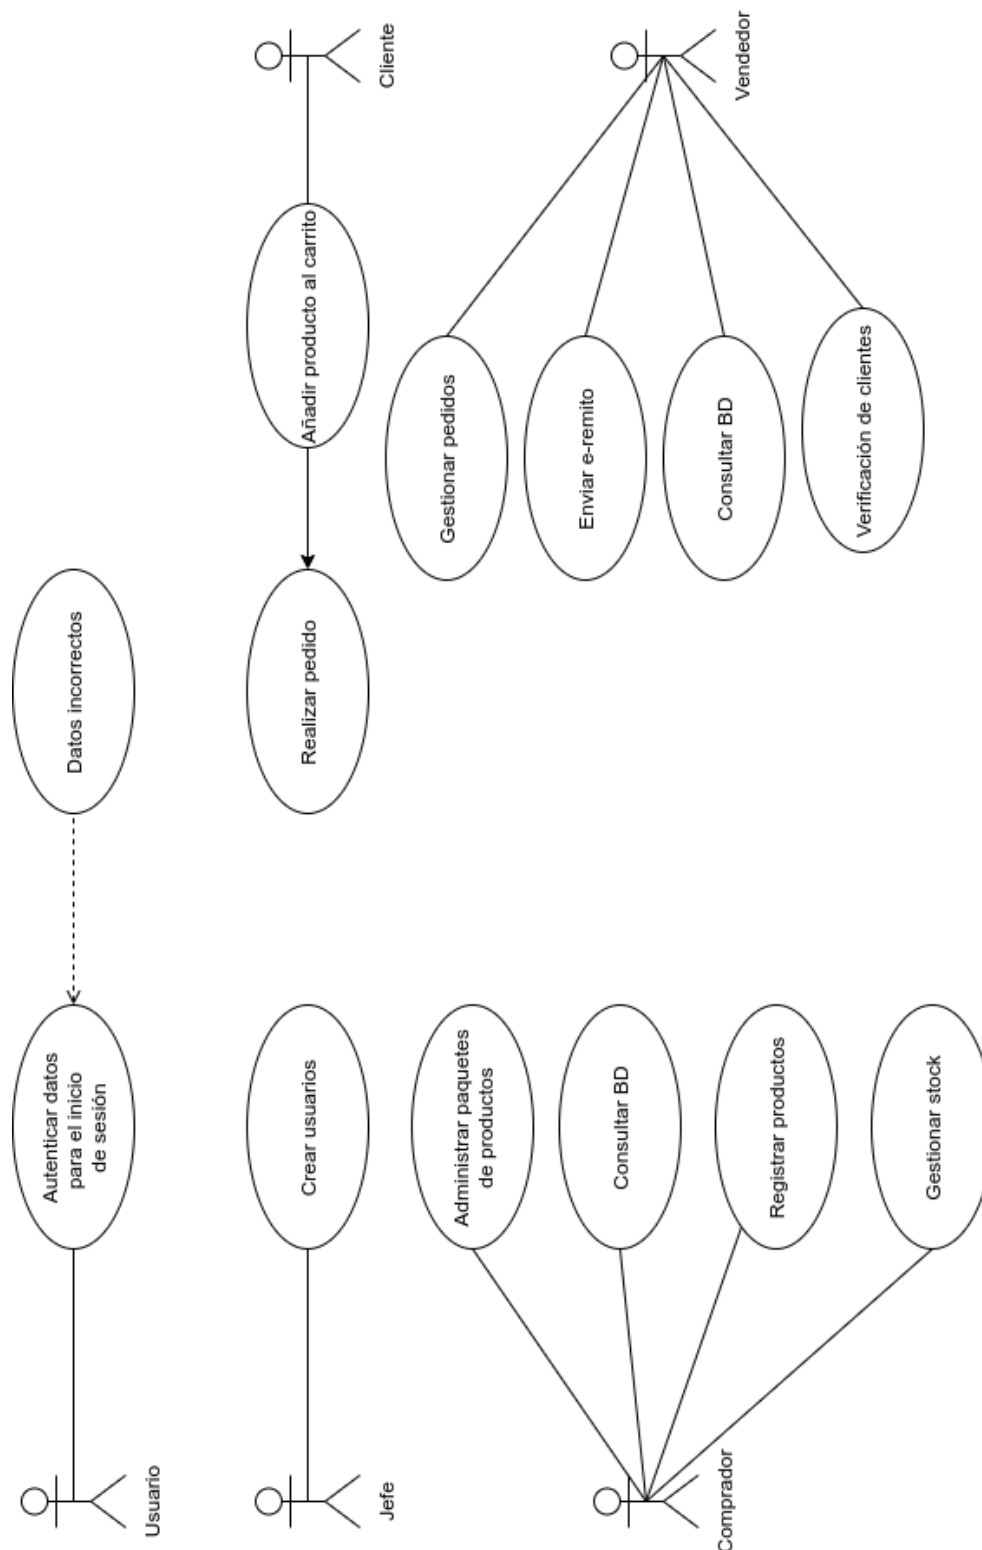 Usuario
Autenticar datos
para el inicio
de sesión
Datos incorrectos
Jefe
Crear usuarios
Realizar pedido
Añadir producto al carrito
Cliente
Comprador
Administrar paquetes
de productos
Consultar BD
Registrar productos
Gestionar stock
Gestionar pedidos
Enviar e-remito
Consultar BD
Verificación de clientes
Vendedor